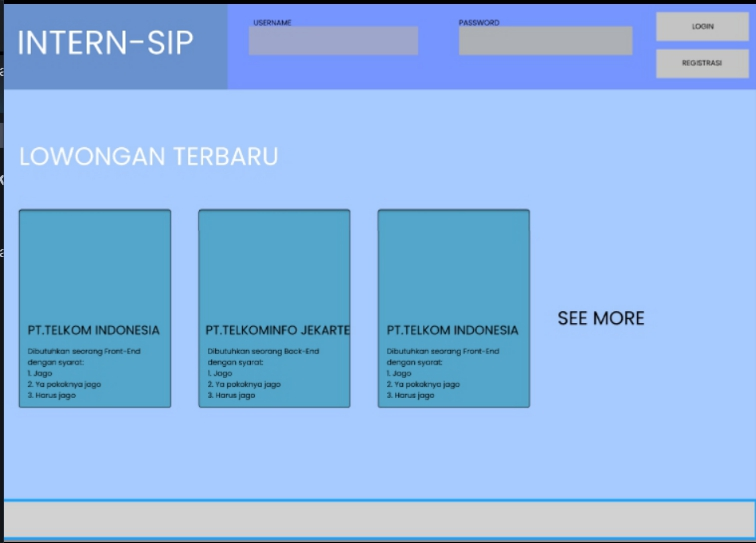 INTERN-SIP
USERNAME
PASSWORD
LOGIN
REGISTRASI
LOWONGAN TERBARU
PT.TELKOM INDONESIA
Dibutuhkan seorang Front-End
dengan syarat:
1. Jago
2. Ya pokoknya jago
3. Harus jago
PT.TELKOMINFO JEKARTE
Dibutuhkan seorang Back-End
dengan syarat:
1. Jago
2. Ya pokoknya jago
3. Harus jago
PT.TELKOM INDONESIA
Dibutuhkan seorang Front-End
dengan syarat:
1. Jago
2. Ya pokoknya jago
3. Harus jago
SEE MORE